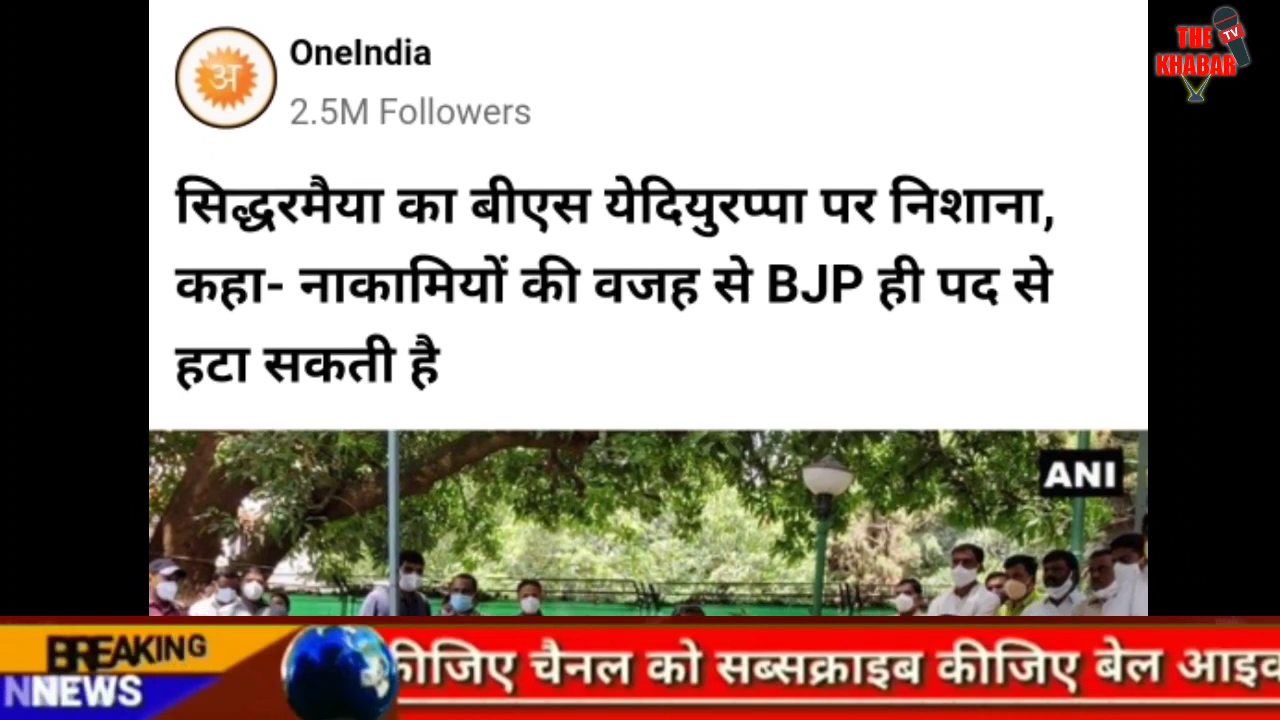 अ
OneIndia
2.5M Followers
THE
TV
KHABAR
सिद्धरमैया का बीएस येदियुरप्पा पर निशाना,
कहा- नाकामियों की वजह से BJP ही पद से
हटा सकती है
ANI
BREAKING
NEWS
चैनल को सब्सक्राइब कीजिए बेल